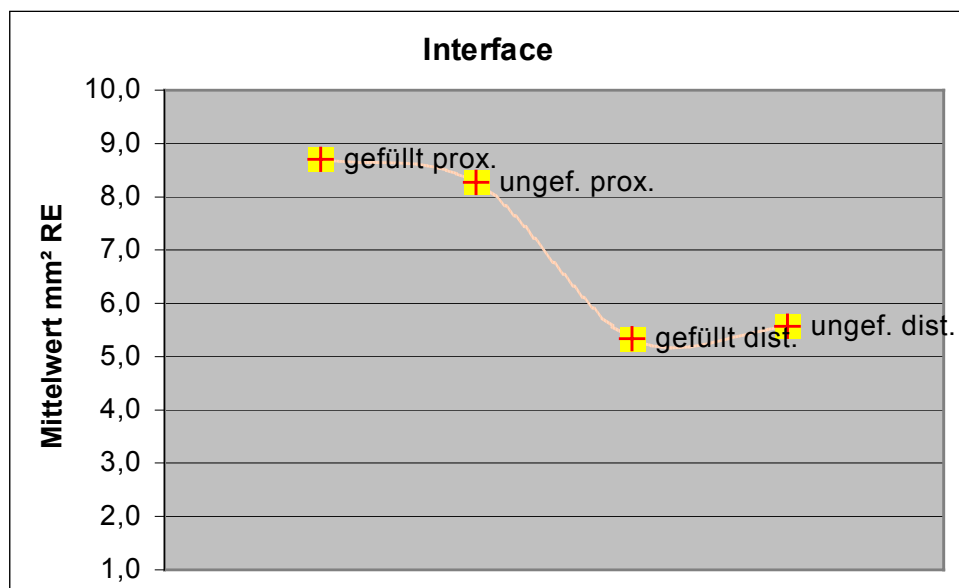 Interface
Mittelwert mm² RE
10,0
9,0
8,0
7,0
6,0
5,0
4,0
3,0
2,0
1,0
gefüllt prox.
ungef. prox.
gefüllt dist.
ungef. dist.